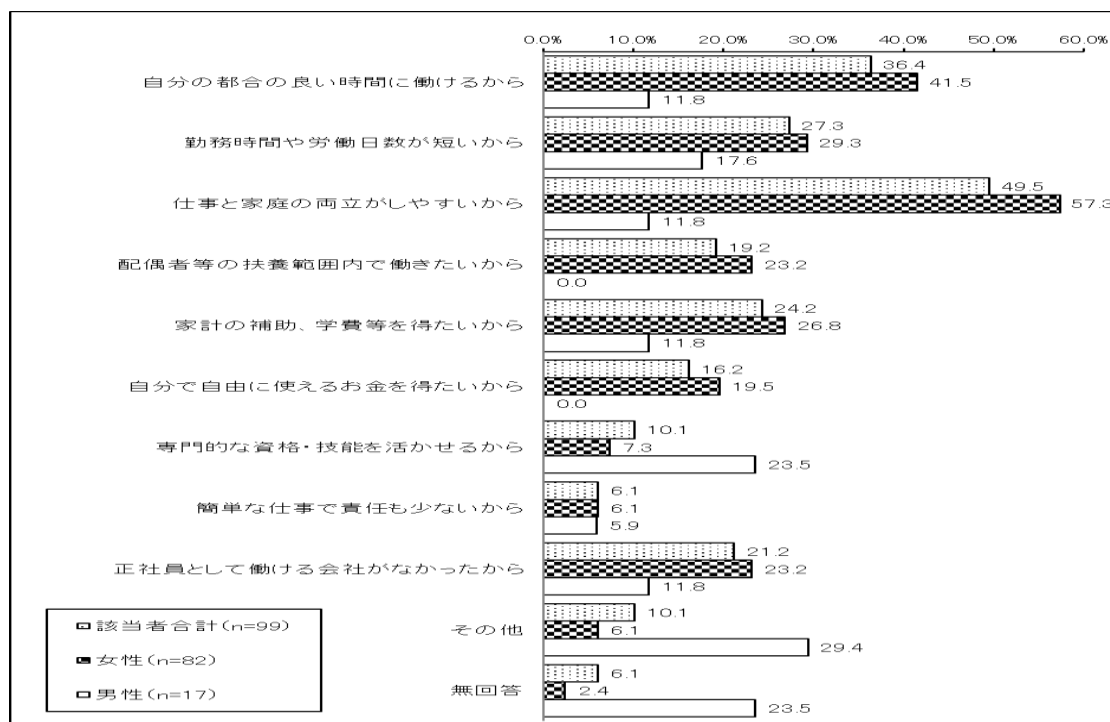 0.0% 10.0% 20.0% 30.0% 40.0% 50.0% 60.0%
自分の都合の良い時間に働けるから
36.4
41.5
11.8
勤務時間や労働日数が短いから
27.3
29.3
17.6
仕事と家庭の両立がしやすいから
49.5
57.3
11.8
配偶者等の扶養範囲内で働きたいから
19.2
23.2
0.0
家計の補助、学費等を得たいから
24.2
26.8
11.8
自分で自由に使えるお金を得たいから
16.2
19.5
0.0
専門的な資格・技能を活かせるから
10.1
7.3
23.5
簡単な仕事で責任も少ないから
6.1
6.1
5.9
正社員として働ける会社がなかったから
21.2
23.2
11.8
その他
10.1
6.1
29.4
無回答
6.1
2.4
23.5
該当者合計(n=99)
女性(n=82)
男性(n=17)